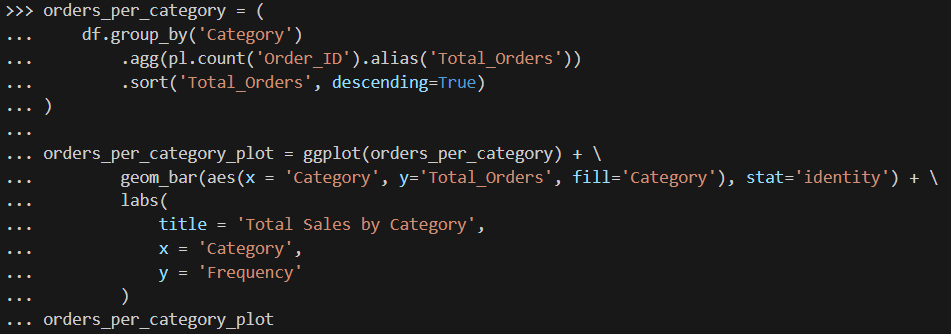 >>> orders_per_category = (
...     df.group_by('Category')
...         .agg(pl.count('Order_ID').alias('Total_Orders'))
...         .sort('Total_Orders', descending=True)
... )
...
... orders_per_category_plot = ggplot(orders_per_category) + \
...         geom_bar(aes(x = 'Category', y='Total_Orders', fill='Category'), stat='identity') + \
...         labs(
...             title = 'Total Sales by Category',
...             x = 'Category',
...             y = 'Frequency'
...         )
... orders_per_category_plot